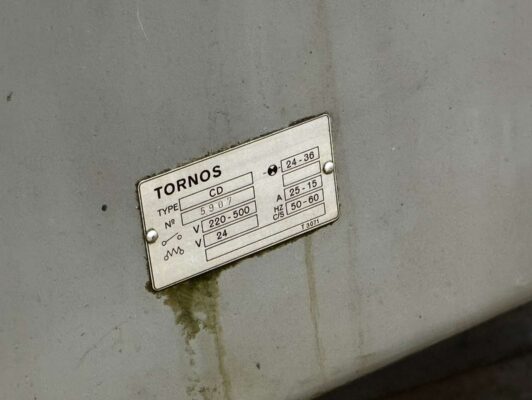 TORNOS
TYPE CD 24-36
Nº 5907
V 220-500 A 25-15
V 24 HZ C/S 50-60
T 3071